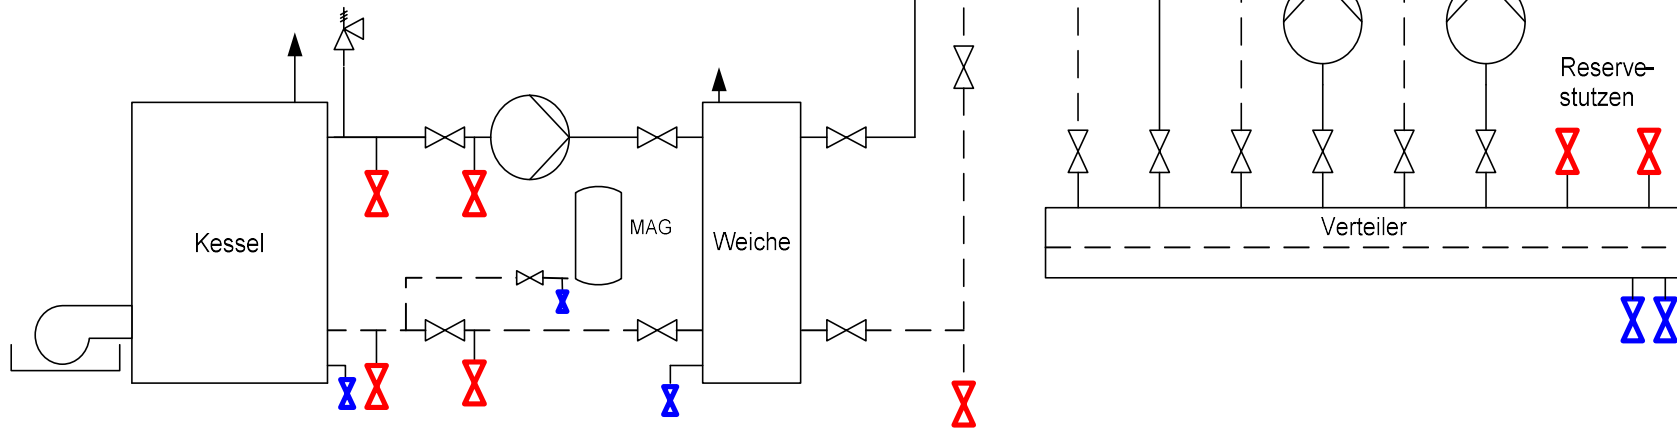 Reserve-
stutzen
MAG
Verteiler
Weiche
Kessel